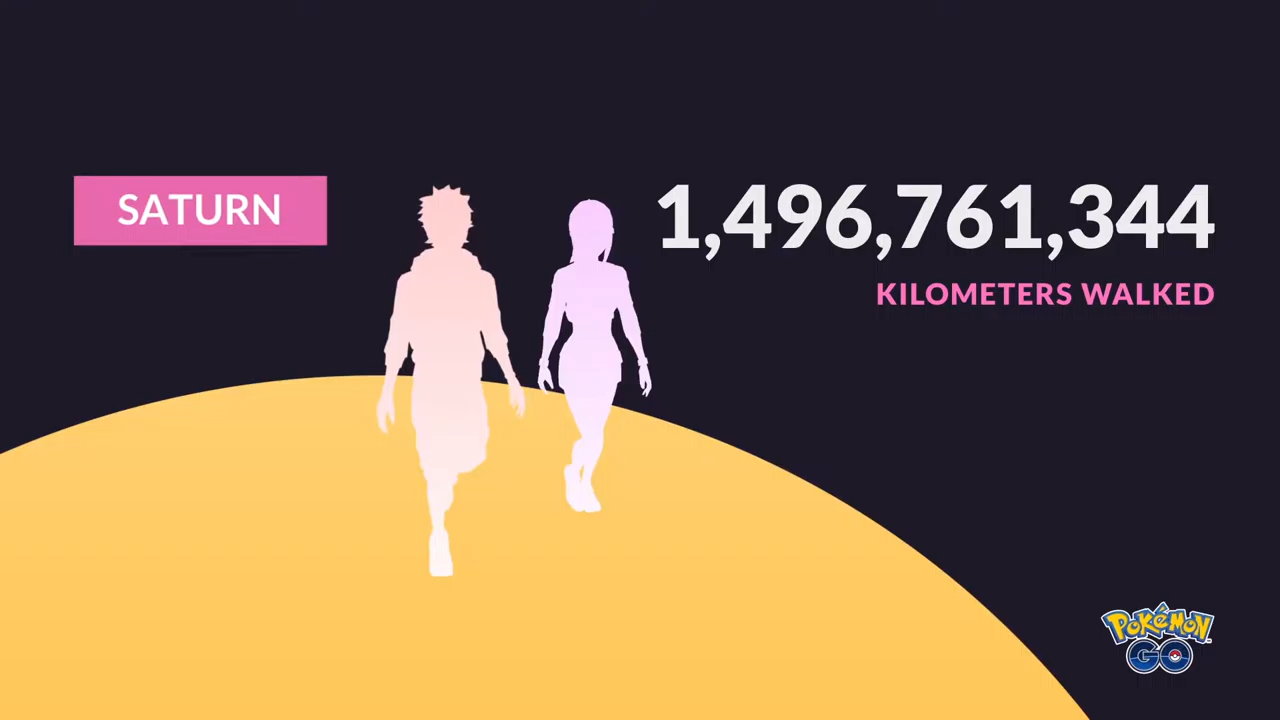 SATURN
1,496,761,344
KILOMETERS WALKED
POKÉMON
GO